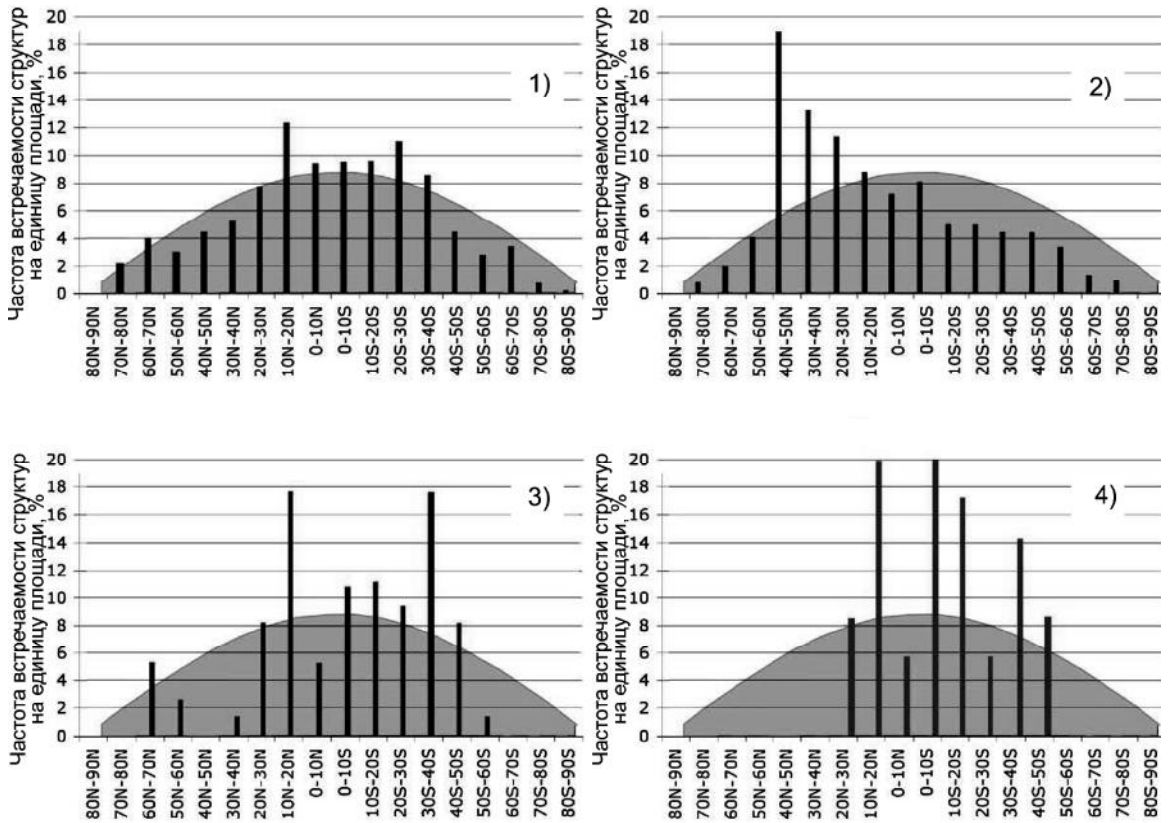 Частота встречаемости структур
на единицу площади, %
20
18
16
14
12
10
8
6
4
2
0
1)
80N-90N
70N-80N
60N-70N
50N-60N
40N-50N
30N-40N
20N-30N
10N-20N
0-10N
0-10S
10S-20S
20S-30S
30S-40S
40S-50S
50S-60S
60S-70S
70S-80S
80S-90S
Частота встречаемости структур
на единицу площади, %
20
18
16
14
12
10
8
6
4
2
0
2)
80N-90N
70N-80N
60N-70N
50N-60N
40N-50N
30N-40N
20N-30N
10N-20N
0-10N
0-10S
10S-20S
20S-30S
30S-40S
40S-50S
50S-60S
60S-70S
70S-80S
80S-90S
Частота встречаемости структур
на единицу площади, %
20
18
16
14
12
10
8
6
4
2
0
3)
80N-90N
70N-80N
60N-70N
50N-60N
40N-50N
30N-40N
20N-30N
10N-20N
0-10N
0-10S
10S-20S
20S-30S
30S-40S
40S-50S
50S-60S
60S-70S
70S-80S
80S-90S
Частота встречаемости структур
на единицу площади, %
20
18
16
14
12
10
8
6
4
2
0
4)
80N-90N
70N-80N
60N-70N
50N-60N
40N-50N
30N-40N
20N-30N
10N-20N
0-10N
0-10S
10S-20S
20S-30S
30S-40S
40S-50S
50S-60S
60S-70S
70S-80S
80S-90S